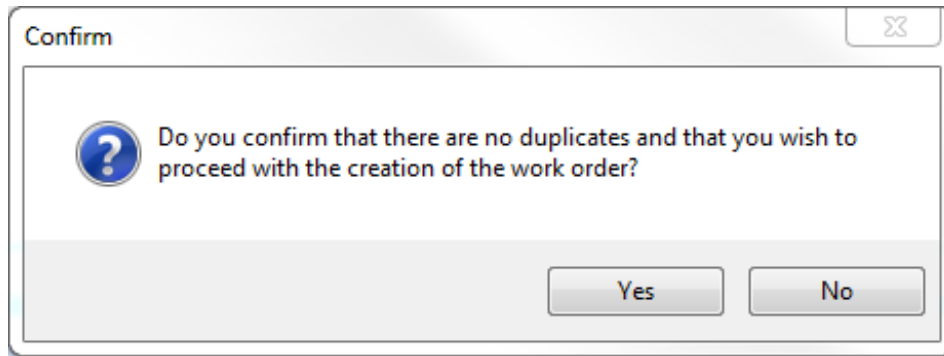 Confirm
Do you confirm that there are no duplicates and that you wish to
proceed with the creation of the work order?
Yes No